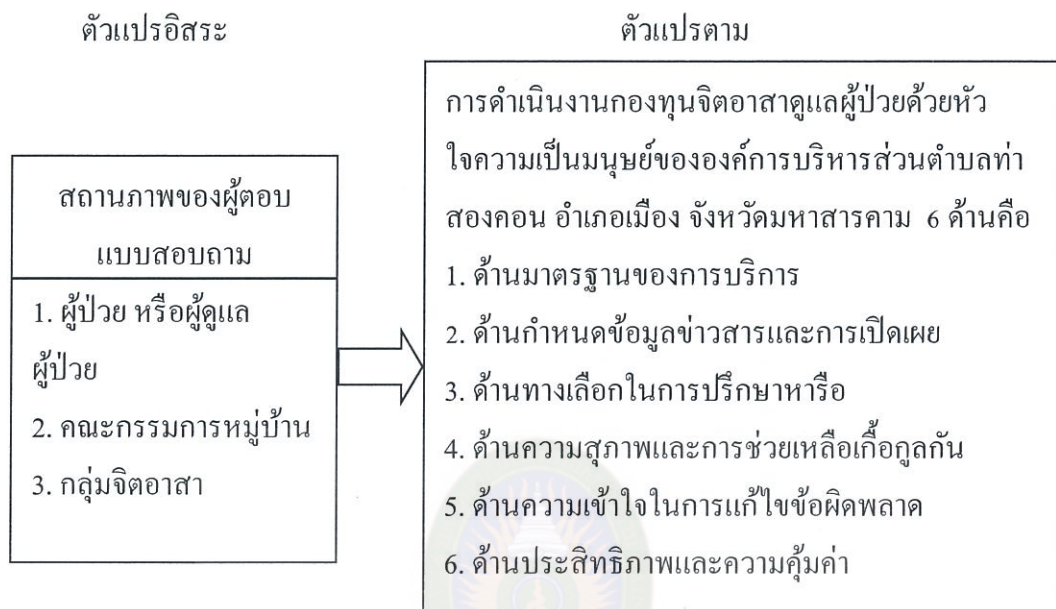 ตัวแปรอิสระ
ตัวแปรตาม
สถานภาพของผู้ตอบ
แบบสอบถาม
1. ผู้ป่วย หรือผู้ดูแล
ผู้ป่วย
2. คณะกรรมการหมู่บ้าน
3. กลุ่มจิตอาสา
การดำเนินงานกองทุนจิตอาสาดูแลผู้ป่วยด้วยหัว
ใจความเป็นมนุษย์ขององค์การบริหารส่วนตำบลท่า
สองคอน อำเภอเมือง จังหวัดมหาสารคาม 6 ด้านคือ
1. ด้านมาตรฐานของการบริการ
2. ด้านกำหนดข้อมูลข่าวสารและการเปิดเผย
3. ด้านทางเลือกในการปรึกษาหารือ
4. ด้านความสุภาพและการช่วยเหลือเกื้อกูลกัน
5. ด้านความเข้าใจในการแก้ไขข้อผิดพลาด
6. ด้านประสิทธิภาพและความคุ้มค่า